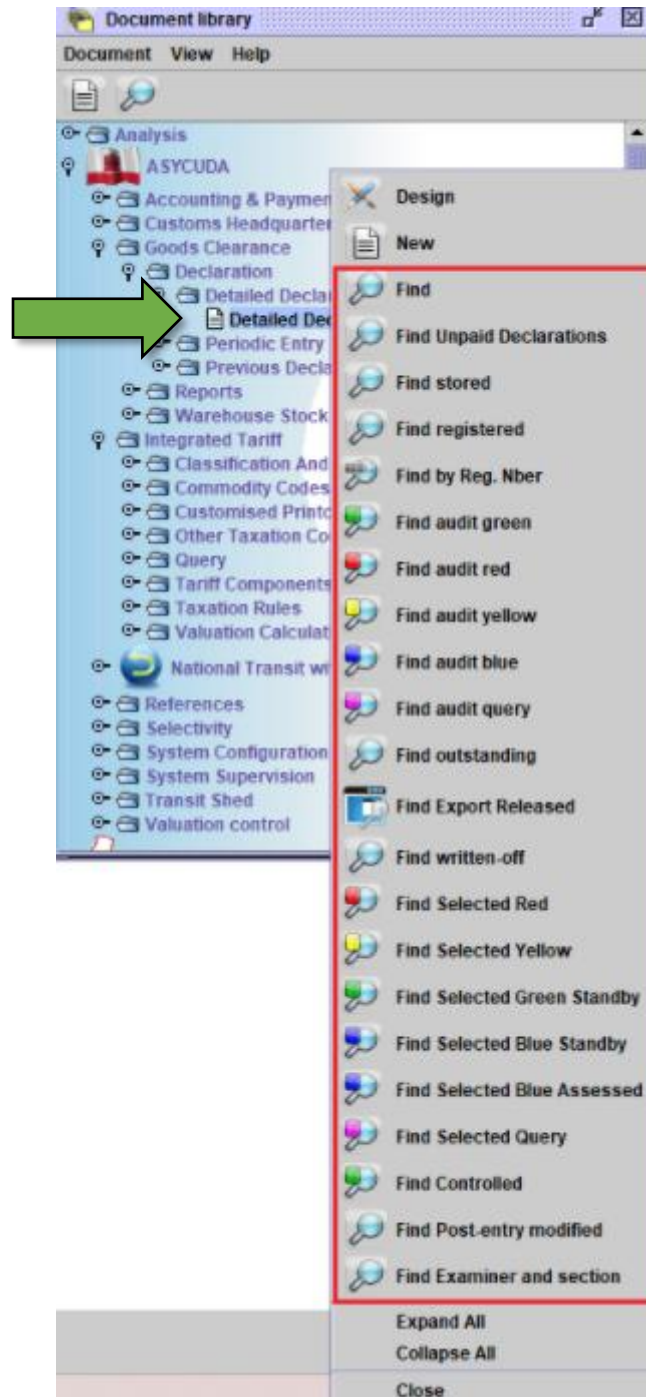 Document library
Document View Help
Analysis
ASYCUDA
Accounting & Paymen
Customs Headquarter
Goods Clearance
Declaration
Detailed Decla
Detailed Dec
Periodic Entry
Previous Decla
Reports
Warehouse Stock
Integrated Tariff
Classification And
Commodity Codes
Customised Printo
Other Taxation Co
Query
Tariff Components
Taxation Rules
Valuation Calculat
National Transit wi
References
Selectivity
System Configuration
System Supervision
Transit Shed
Valuation control
Design
New
Find
Find Unpaid Declarations
Find stored
Find registered
Find by Reg. Nber
Find audit green
Find audit red
Find audit yellow
Find audit blue
Find audit query
Find outstanding
Find Export Released
Find written-off
Find Selected Red
Find Selected Yellow
Find Selected Green Standby
Find Selected Blue Standby
Find Selected Blue Assessed
Find Selected Query
Find Controlled
Find Post-entry modified
Find Examiner and section
Expand All
Collapse All
Close